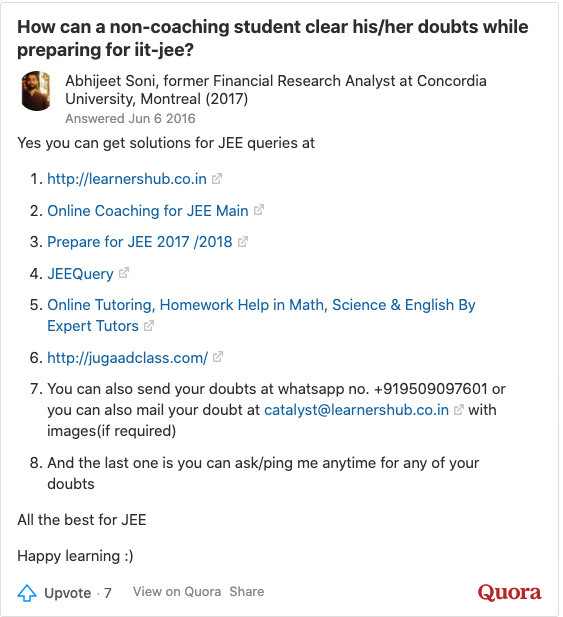 How can a non-coaching student clear his/her doubts while
preparing for iit-jee?
Abhijeet Soni, former Financial Research Analyst at Concordia
University, Montreal (2017)
Answered Jun 6 2016
Yes you can get solutions for JEE queries at
1. http://learnershub.co.in
2. Online Coaching for JEE Main
3. Prepare for JEE 2017 /2018
4. JEEQuery
5. Online Tutoring, Homework Help in Math, Science & English By
Expert Tutors
6. http://jugaadclass.com/
7. You can also send your doubts at whatsapp no. +919509097601 or
you can also mail your doubt at catalyst@learnershub.co.in with
images(if required)
8. And the last one is you can ask/ping me anytime for any of your
doubts
All the best for JEE
Happy learning :)
Upvote · 7 View on Quora Share Quora